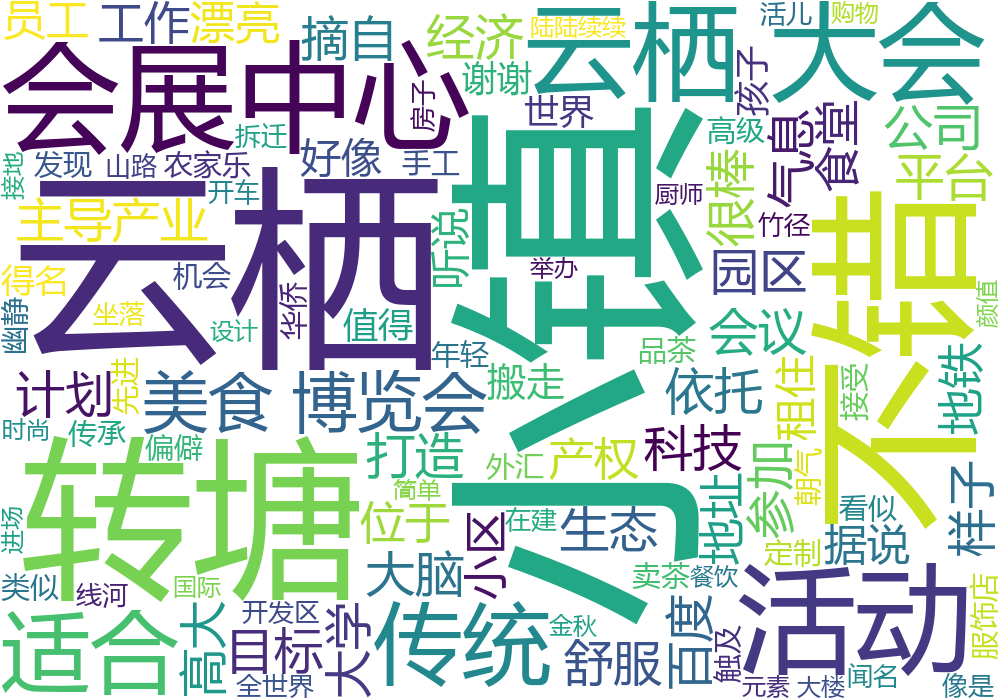 员工
工作
漂亮
摘自
经济
云栖大会
陆陆续续
活儿
购物
会展中心
谢谢
世界
孩子
房子
拆迁
高级
气息
食堂
公司
平台
接地
发现
山路
农家乐
好像
手工
开车
主导产业
云栖
听说
小镇
厨师
很棒
竹径
不错
得名
机会
华侨
举办
园区
幽静
坐落
设计
值得
年轻
品茶
会议
颜值
计划
先进
美食
博览会
搬走
依托
租住
接受
地铁
时尚
传承
偏僻
打造
外汇
产权
科技
参加
朝气
转塘
简单
位于
在建
生态
地址
看似
样子
进场
小区
定制
据说
类似
线河
国际
大脑
卖茶
餐饮
活动
适合
高大
开发区
目标
大学
传统
金秋
舒服
百度
触及
服饰店
全世界
元素
大楼
闻名
像是